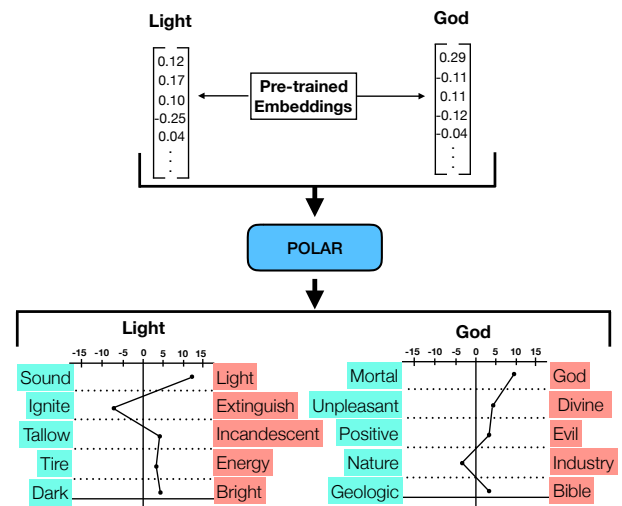 Light
God
0.12
0.17
0.10
-0.25
0.04
.
.
.
Pre-trained
Embeddings
0.29
-0.11
0.11
-0.12
-0.04
.
.
.
POLAR
Light
-15 -10 -5 0 5 10 15
Sound Light
Ignite Extinguish
Tallow Incandescent
Tire Energy
Dark Bright
God
-15 -10 -5 0 5 10 15
Mortal God
Unpleasant Divine
Positive Evil
Nature Industry
Geologic Bible